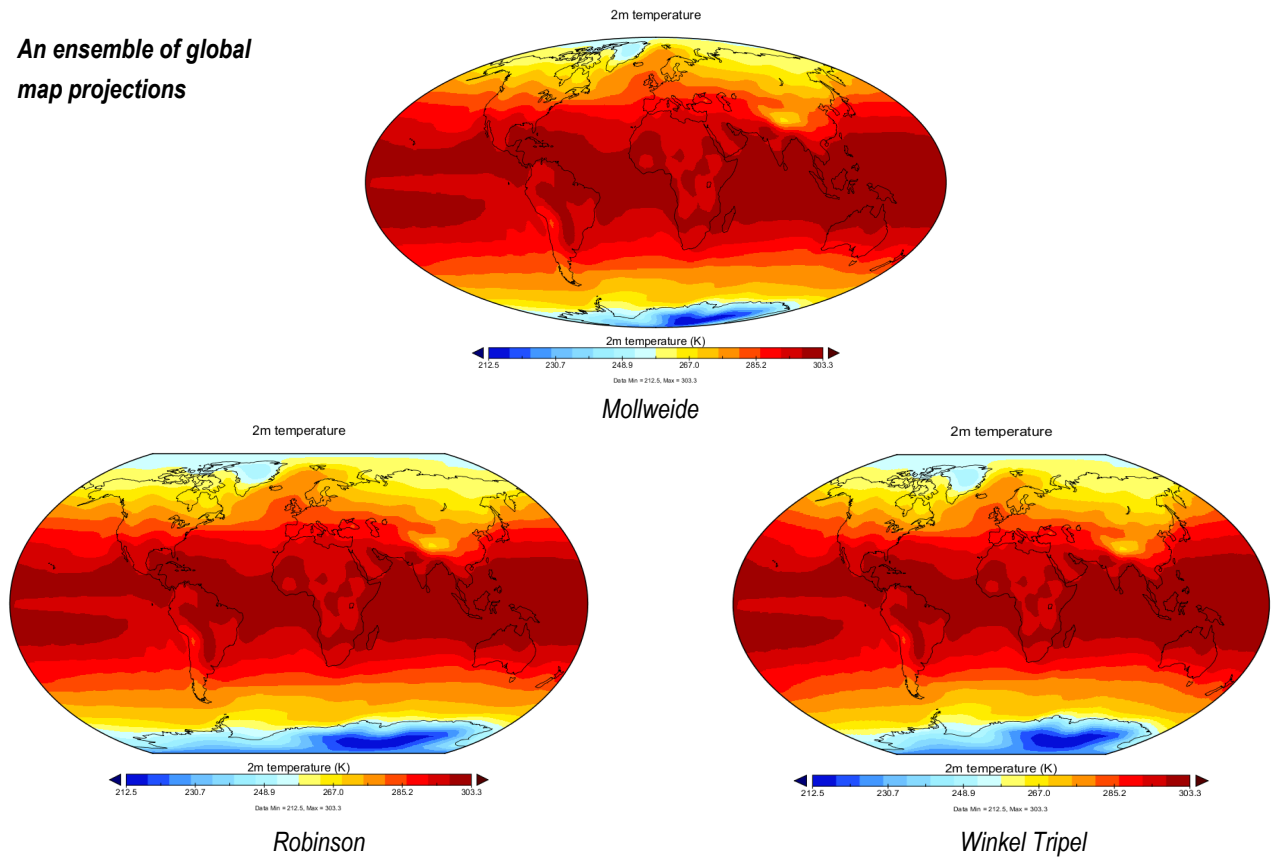 An ensemble of global
map projections
2m temperature
2m temperature (K)
212.5 230.7 248.9 267.0 285.2 303.3
Data Min = 212.5, Max = 303.3
Mollweide
2m temperature
2m temperature (K)
212.5 230.7 248.9 267.0 285.2 303.3
Data Min = 212.5, Max = 303.3
Robinson
2m temperature
2m temperature (K)
212.5 230.7 248.9 267.0 285.2 303.3
Data Min = 212.5, Max = 303.3
Winkel Tripel